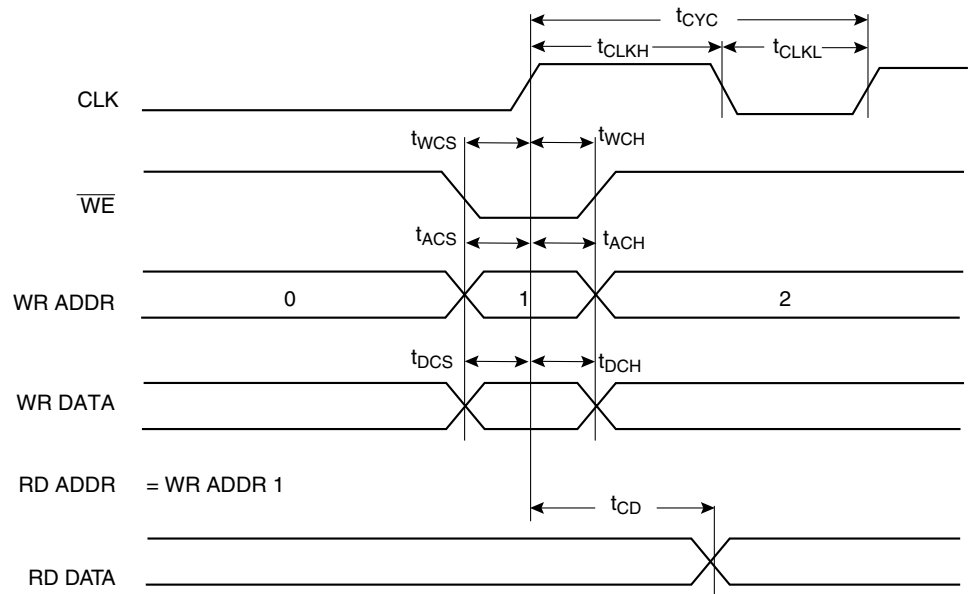 tCYC
tCLKH tCLKL
CLK
tWCS tWCH
WE
tACS tACH
WR ADDR 0 1 2
tDCS tDCH
WR DATA
RD ADDR = WR ADDR 1
tCD
RD DATA